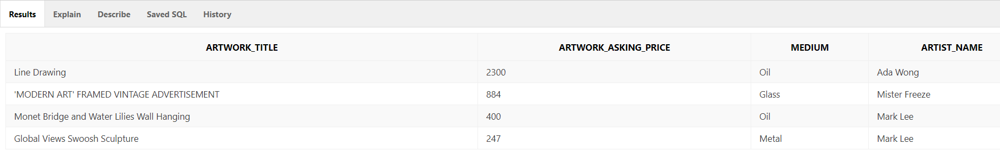 Results Explain Describe Saved SQL History
ARTWORK_TITLE ARTWORK_ASKING_PRICE MEDIUM ARTIST_NAME
Line Drawing 2300 Oil Ada Wong
'MODERN ART' FRAMED VINTAGE ADVERTISEMENT 884 Glass Mister Freeze
Monet Bridge and Water Lilies Wall Hanging 400 Oil Mark Lee
Global Views Swoosh Sculpture 247 Metal Mark Lee